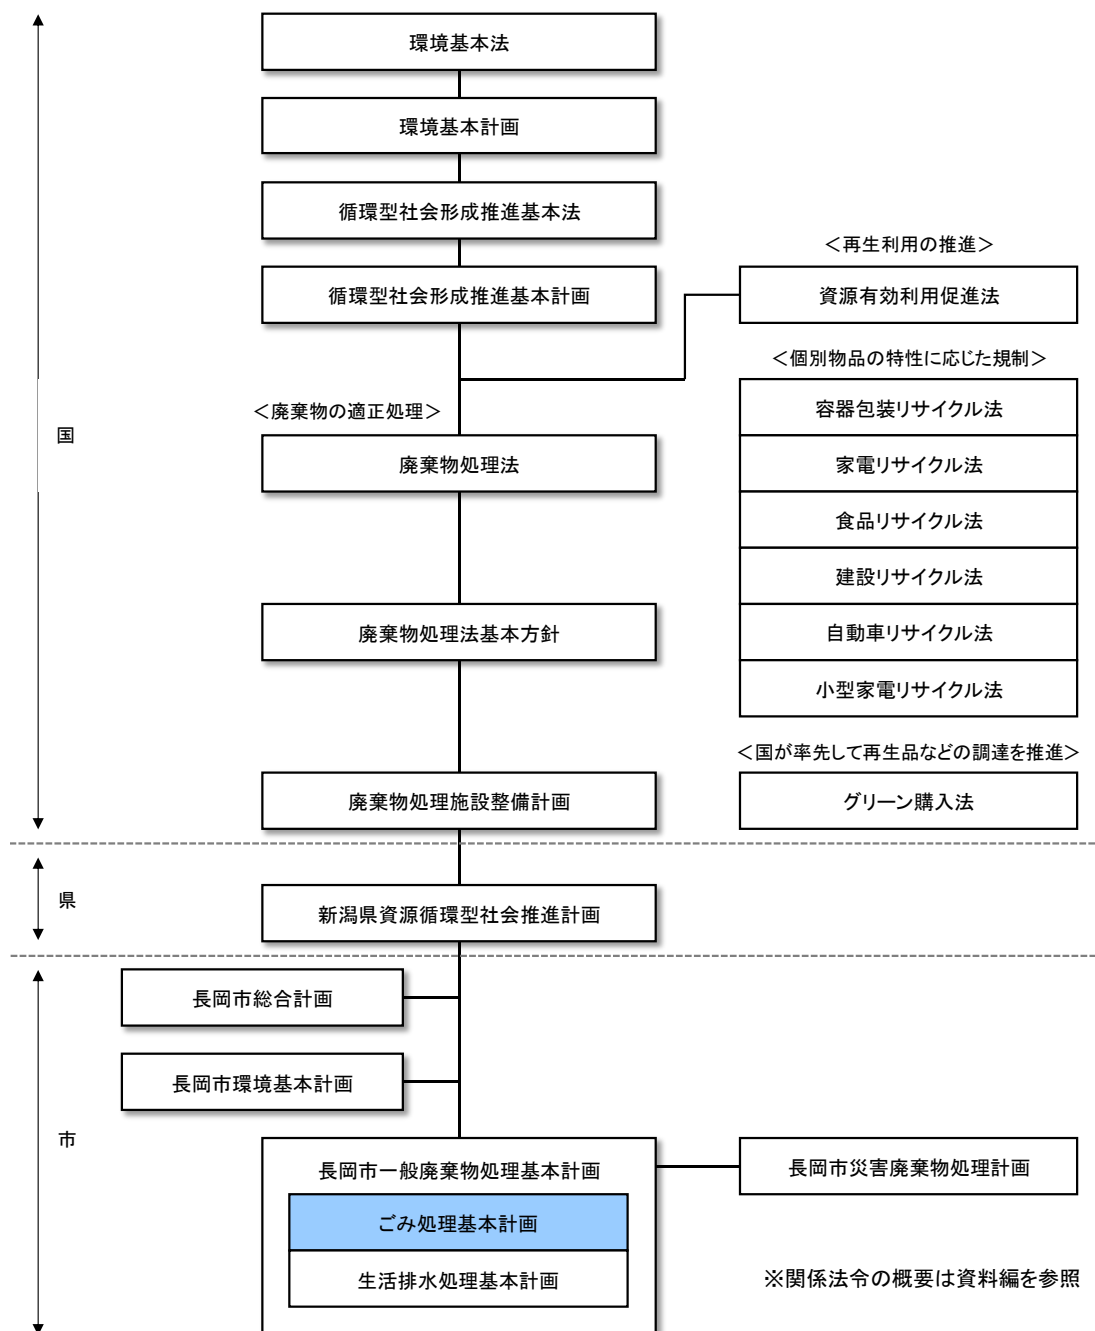 環境基本法
環境基本計画
循環型社会形成推進基本法
＜再生利用の推進＞
循環型社会形成推進基本計画
資源有効利用促進法
＜個別物品の特性に応じた規制＞
＜廃棄物の適正処理＞
容器包装リサイクル法
国
廃棄物処理法
家電リサイクル法
食品リサイクル法
建設リサイクル法
廃棄物処理法基本方針
自動車リサイクル法
小型家電リサイクル法
＜国が率先して再生品などの調達を推進＞
廃棄物処理施設整備計画
グリーン購入法
県
新潟県資源循環型社会推進計画
長岡市総合計画
長岡市環境基本計画
市
長岡市一般廃棄物処理基本計画
長岡市災害廃棄物処理計画
ごみ処理基本計画
生活排水処理基本計画
※関係法令の概要は資料編を参照